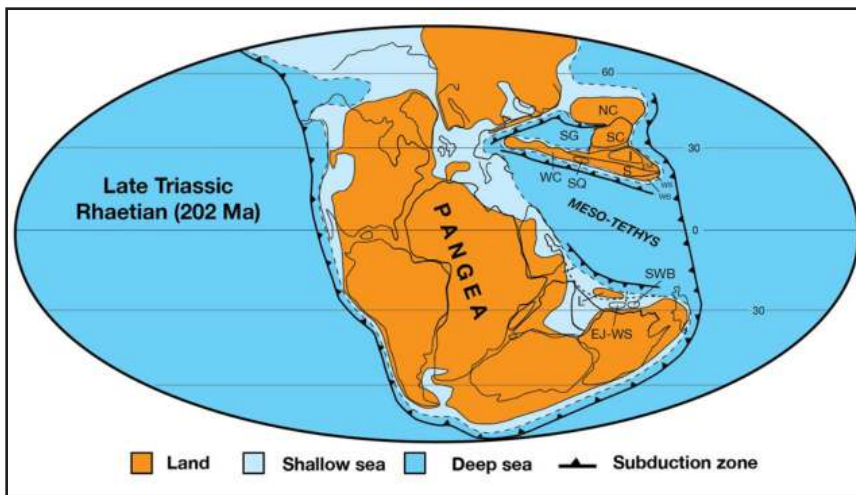 60
NC
SG
SC
30
I
S
WC
SQ
WS
Late Triassic
Rhaetian (202 Ma)
PANGEA
MESO-TETHYS
0
SWB
L
30
EJ-WS
Land
Shallow sea
Deep sea
Subduction zone